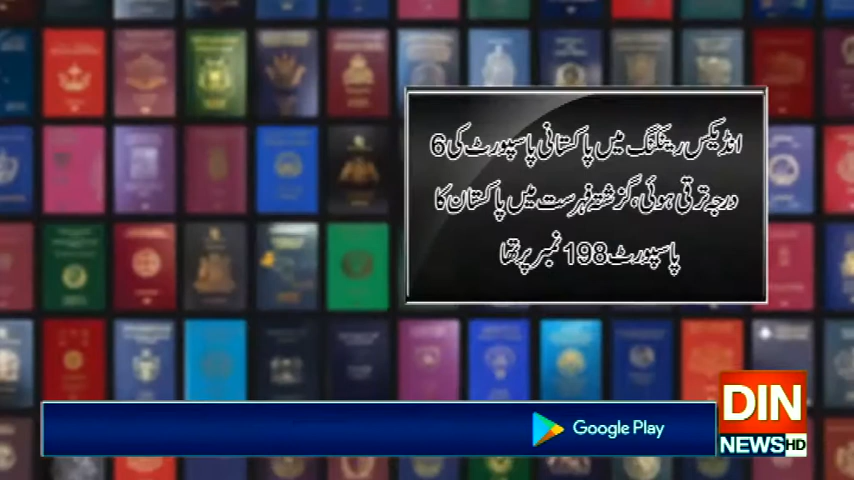 انڈیکس رینکنگ میں پاکستانی پاسپورٹ کی 6
درجہ ترقی ہوئی، گزشتہ فہرست میں پاکستان کا
پاسپورٹ 198 نمبر پر تھا
Google Play
DIN
NEWS HD